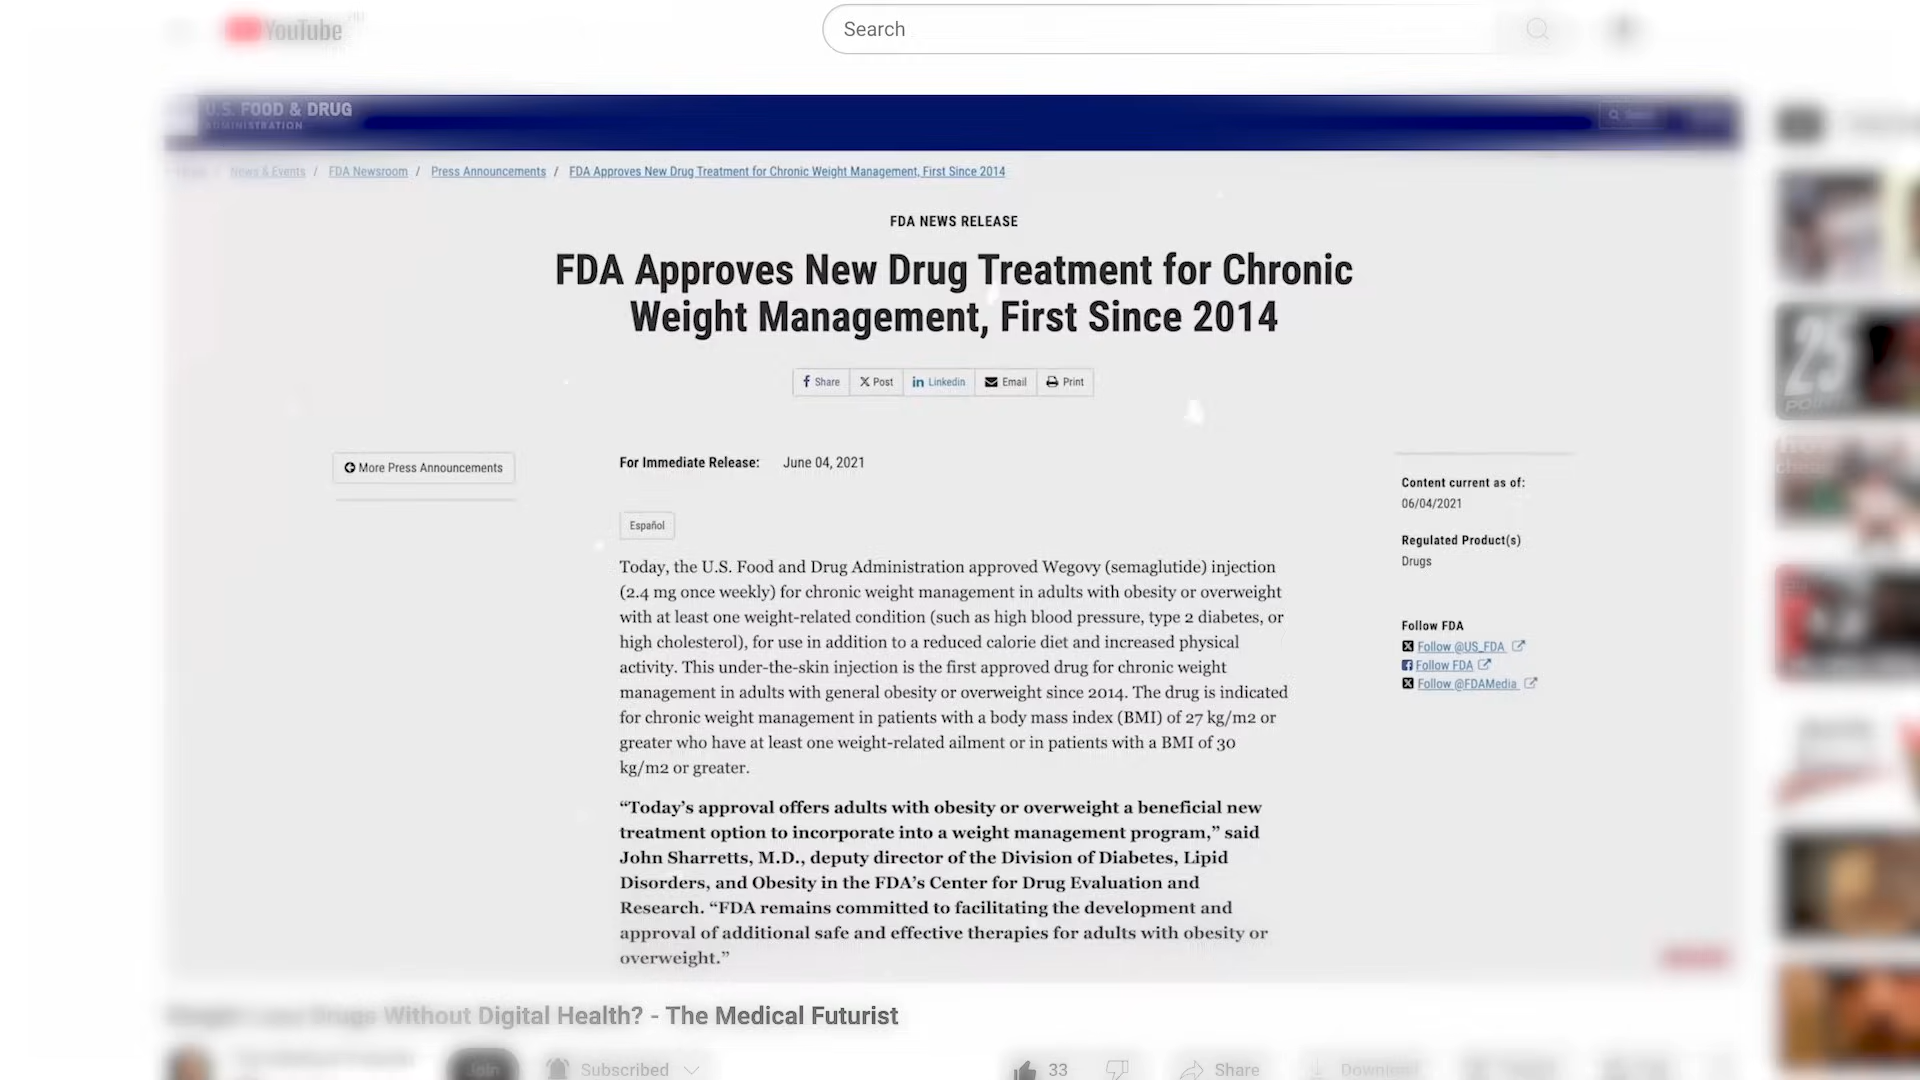 YouTube
Search
U.S. FOOD & DRUG
ADMINISTRATION
News & Events / FDA Newsroom / Press Announcements / FDA Approves New Drug Treatment for Chronic Weight Management, First Since 2014
FDA NEWS RELEASE
FDA Approves New Drug Treatment for Chronic
Weight Management, First Since 2014
Share Post Linkedin Email Print
More Press Announcements
For Immediate Release: June 04, 2021
Español
Today, the U.S. Food and Drug Administration approved Wegovy (semaglutide) injection
(2.4 mg once weekly) for chronic weight management in adults with obesity or overweight
with at least one weight-related condition (such as high blood pressure, type 2 diabetes, or
high cholesterol), for use in addition to a reduced calorie diet and increased physical
activity. This under-the-skin injection is the first approved drug for chronic weight
management in adults with general obesity or overweight since 2014. The drug is indicated
for chronic weight management in patients with a body mass index (BMI) of 27 kg/m2 or
greater who have at least one weight-related ailment or in patients with a BMI of 30
kg/m2 or greater.
“Today’s approval offers adults with obesity or overweight a beneficial new
treatment option to incorporate into a weight management program,” said
John Sharretts, M.D., deputy director of the Division of Diabetes, Lipid
Disorders, and Obesity in the FDA’s Center for Drug Evaluation and
Research. “FDA remains committed to facilitating the development and
approval of additional safe and effective therapies for adults with obesity or
overweight.”
Content current as of:
06/04/2021
Regulated Product(s)
Drugs
Follow FDA
Follow @US_FDA
Follow FDA
Follow @FDAMedia
25
Drugs Without Digital Health? - The Medical Futurist
Join Subscribed 33 Share Download